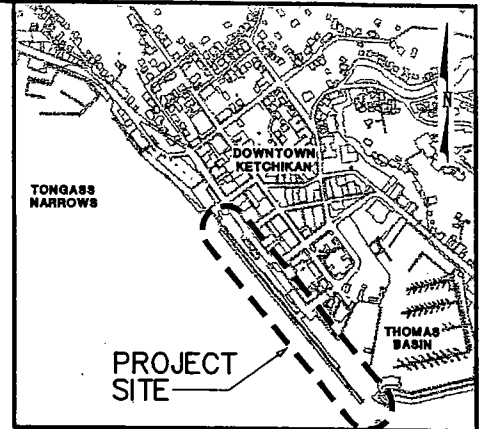 DOWNTOWN
KETCHIKAN
N
TONGASS
NARROWS
THOMAS
BASIN
PROJECT
SITE